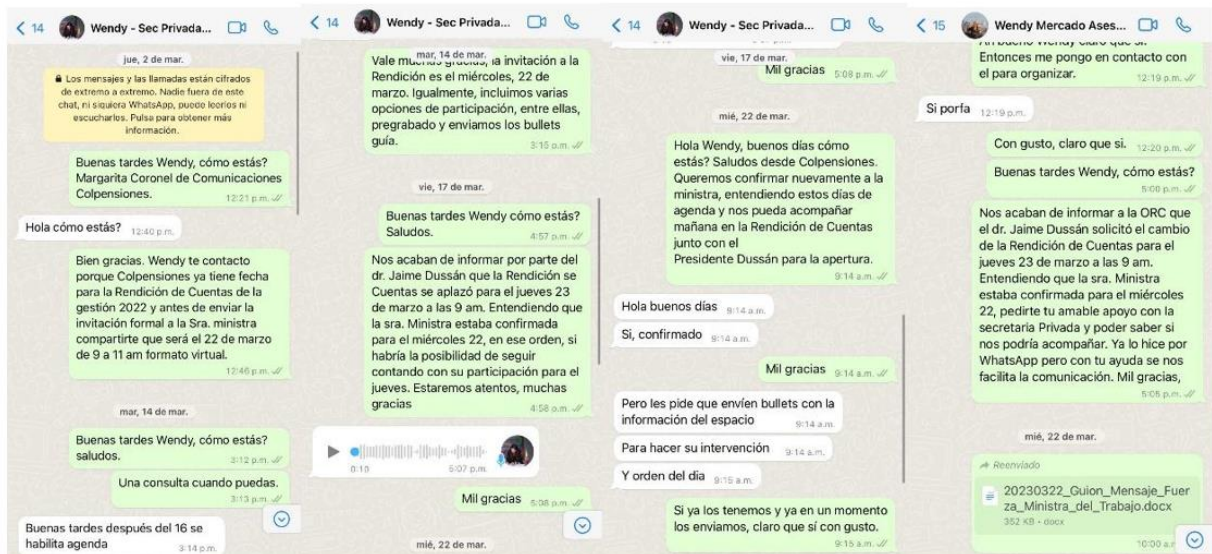 14
Wendy - Sec Privada...
jue, 2 de mar.
Los mensajes y las llamadas están cifrados
de extremo a extremo. Nadie fuera de este
chat, ni siquiera WhatsApp, puede leerlos ni
escucharlos. Pulsa para obtener más
información.
Buenas tardes Wendy, cómo estás?
Margarita Coronel de Comunicaciones
Colpensiones.
12:21 p.m.
Hola cómo estás?
12:40 p.m.
Bien gracias. Wendy te contacto
porque Colpensiones ya tiene fecha
para la Rendición de Cuentas de la
gestión 2022 y antes de enviar la
invitación formal a la Sra. ministra
compartirte que será el 22 de marzo
de 9 a 11 am formato virtual.
12:46 p.m.
mar, 14 de mar.
Buenas tardes Wendy, cómo estás?
saludos.
3:12 p.m.
Una consulta cuando puedas.
3:13 p.m.
Buenas tardes después del 16 se
habilita agenda
3:14 p.m.
14
Wendy - Sec Privada...
mar, 14 de mar.
Vale muchas gracias, la invitación a la
Rendición es el miércoles, 22 de
marzo. Igualmente, incluimos varias
opciones de participación, entre ellas,
pregrabado y enviamos los bullets
guía.
3:15 p.m.
vie, 17 de mar.
Buenas tardes Wendy cómo estás?
Saludos.
4:57 p.m.
Nos acaban de informar por parte del
dr. Jaime Dussán que la Rendición se
Cuentas se aplazó para el jueves 23
de marzo a las 9 am. Entendiendo que
la sra. Ministra estaba confirmada
para el miércoles 22, en ese orden, si
habría la posibilidad de seguir
contando con su participación para el
jueves. Estaremos atentos, muchas
gracias
4:58 p.m.
0:10
5:07 p.m.
Mil gracias
5:08 p.m.
mié, 22 de mar.
14
Wendy - Sec Privada...
vie, 17 de mar.
Mil gracias
5:08 p.m.
mié, 22 de mar.
Hola Wendy, buenos días cómo
estás? Saludos desde Colpensiones.
Queremos confirmar nuevamente a la
ministra, entendiendo estos días de
agenda y nos pueda acompañar
mañana en la Rendición de Cuentas
junto con el
Presidente Dussán para la apertura.
9:14 a.m.
Hola buenos días
9:14 a.m.
Si, confirmado
9:14 a.m.
Mil gracias
9:14 a.m.
Pero les pide que envíen bullets con la
información del espacio
9:14 a.m.
Para hacer su intervención
9:14 a.m.
Y orden del dia
9:15 a.m.
Si ya los tenemos y ya en un momento
los enviamos, claro que sí con gusto.
9:15 a.m.
15
Wendy Mercado Ases...
Ah bueno Wendy claro que si.
Entonces me pongo en contacto con
el para organizar.
12:19 p.m.
Si porfa
12:19 p.m.
Con gusto, claro que si.
12:20 p.m.
Buenas tardes Wendy, cómo estás?
5:00 p.m.
Nos acaban de informar a la ORC que
el dr. Jaime Dussán solicitó el cambio
de la Rendición de Cuentas para el
jueves 23 de marzo a las 9 am.
Entendiendo que la sra. Ministra
estaba confirmada para el miércoles
22, pedirte tu amable apoyo con la
secretaria Privada y poder saber si
nos podría acompañar. Ya lo hice por
WhatsApp pero con tu ayuda se nos
facilita la comunicación. Mil gracias,
5:05 p.m.
mié, 22 de mar.
Reenviado
20230322_Guion_Mensaje_Fuer
za_Ministra_del_Trabajo.docx
352 KB · docx
10:00 a.m